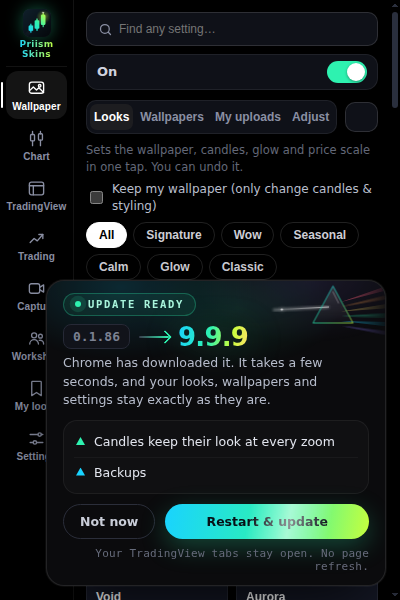 Priism
Skins
Find any setting…
Wallpaper
On
Chart
Looks Wallpapers My uploads Adjust
Sets the wallpaper, candles, glow and price scale
in one tap. You can undo it.
TradingView
Keep my wallpaper (only change candles &
styling)
Trading
All Signature Wow Seasonal
Calm Glow Classic
UPDATE READY
0.1.86 → 9.9.9
Chrome has downloaded it. It takes a few
seconds, and your looks, wallpapers and
settings stay exactly as they are.
Candles keep their look at every zoom
Backups
Not now Restart & update
Your TradingView tabs stay open. No page
refresh.
Void Aurora